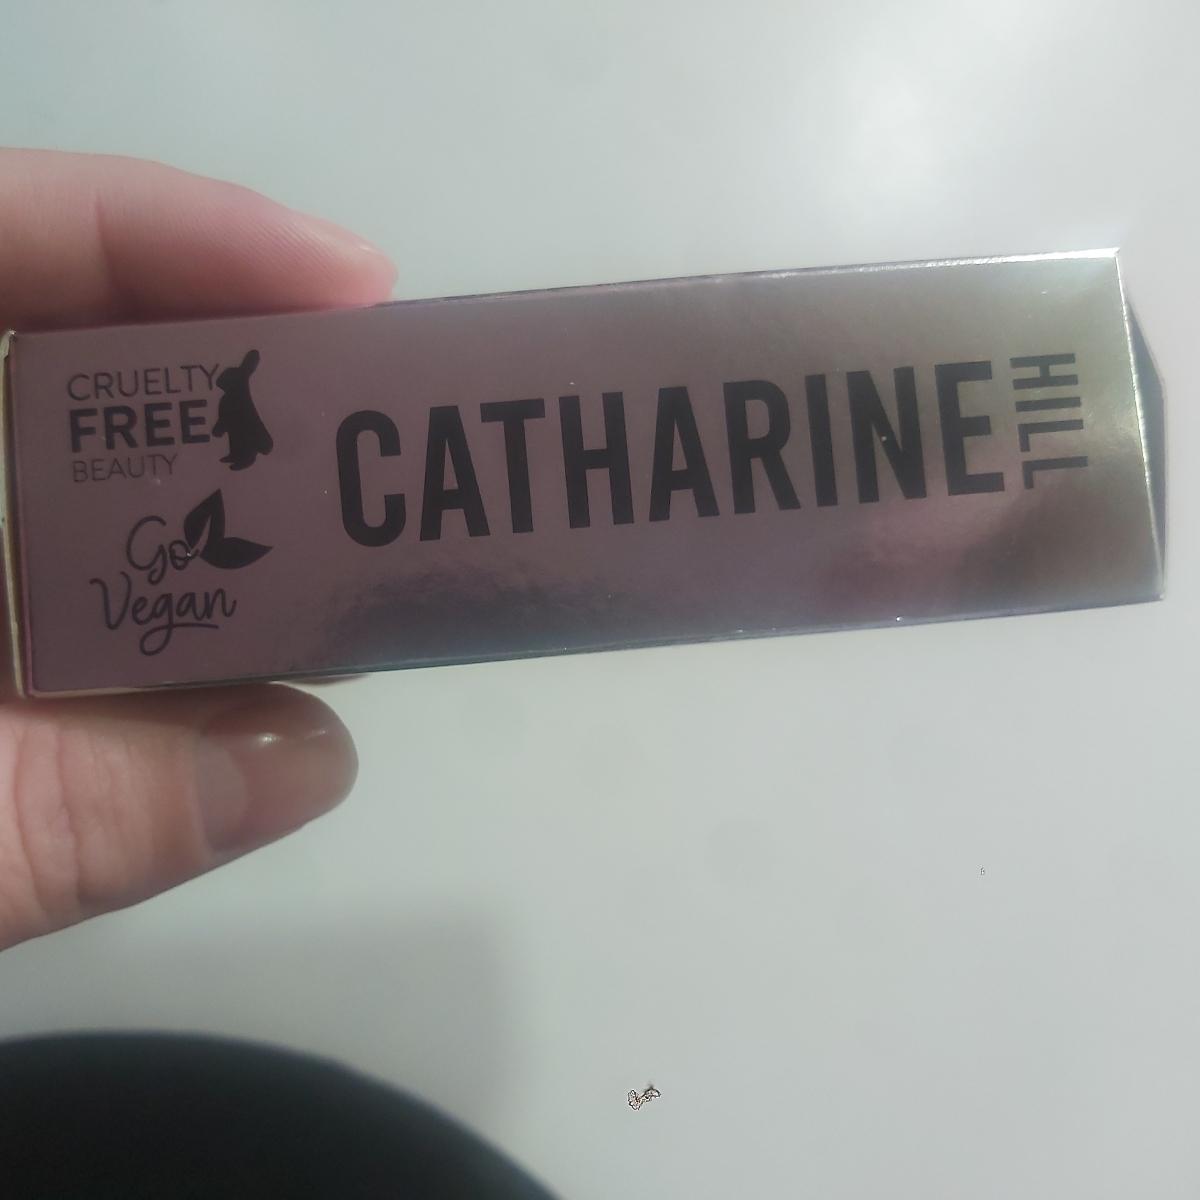 CRUELTY
FREE
BEAUTY
Go
Vegan
CATHARINE
HILL